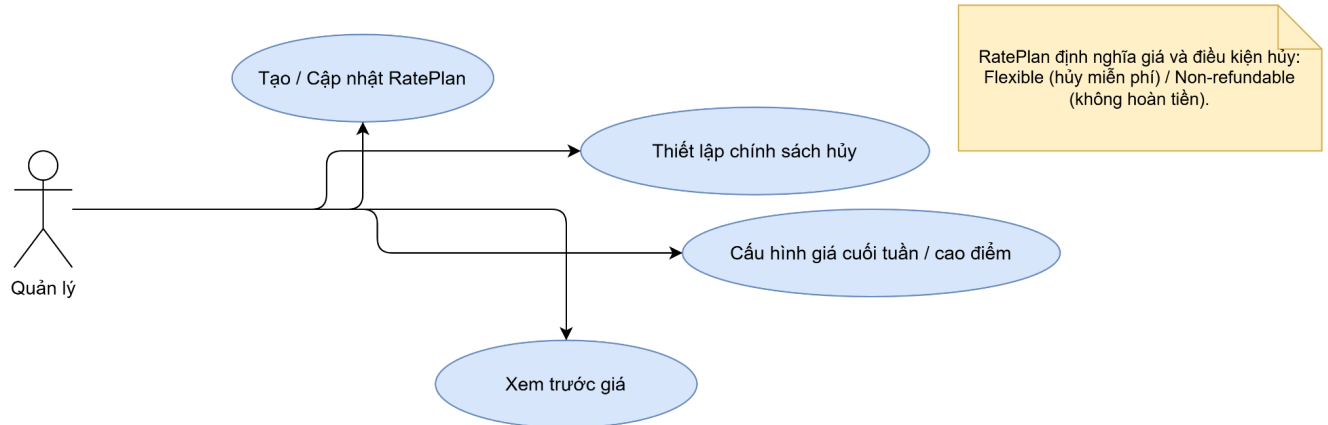 Tạo / Cập nhật RatePlan
RatePlan định nghĩa giá và điều kiện hủy:
Flexible (hủy miễn phí) / Non-refundable
(không hoàn tiền).
Thiết lập chính sách hủy
Cấu hình giá cuối tuần / cao điểm
Quản lý
Xem trước giá